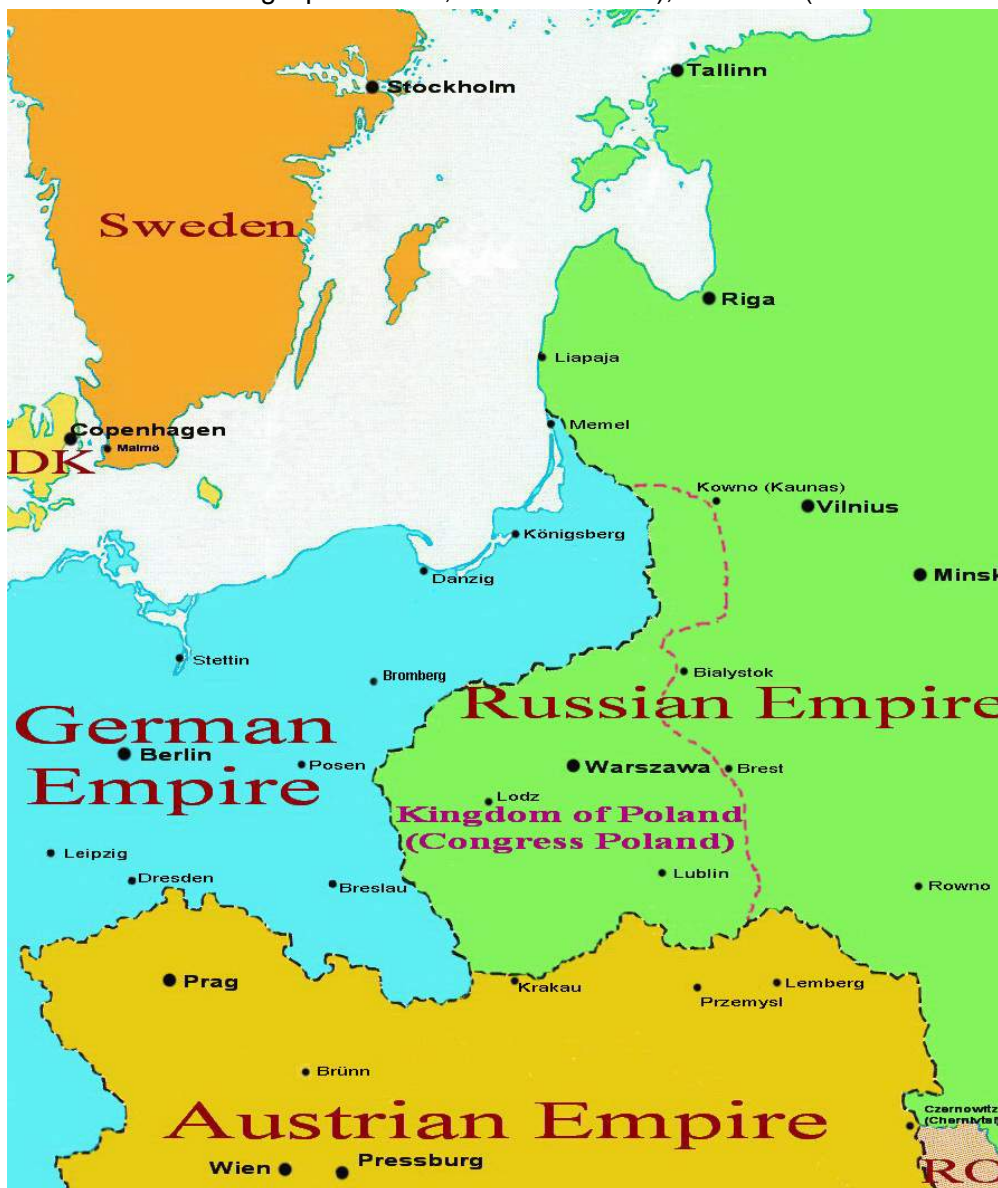 Stockholm
Tallinn
Sweden
Riga
Liapaja
Copenhagen
Malmö
DK
Memel
Kowno (Kaunas)
Vilnius
Königsberg
Danzig
Minsk
Stettin
Bromberg
Bialystok
German
Empire
Russian Empire
Berlin
Posen
Warszawa
Brest
Lodz
Kingdom of Poland
(Congress Poland)
Leipzig
Dresden
Breslau
Lublin
Rowno
Prag
Krakau
Przemysl
Lemberg
Brünn
Austrian Empire
Czernowitz
Wien
Pressburg
RO